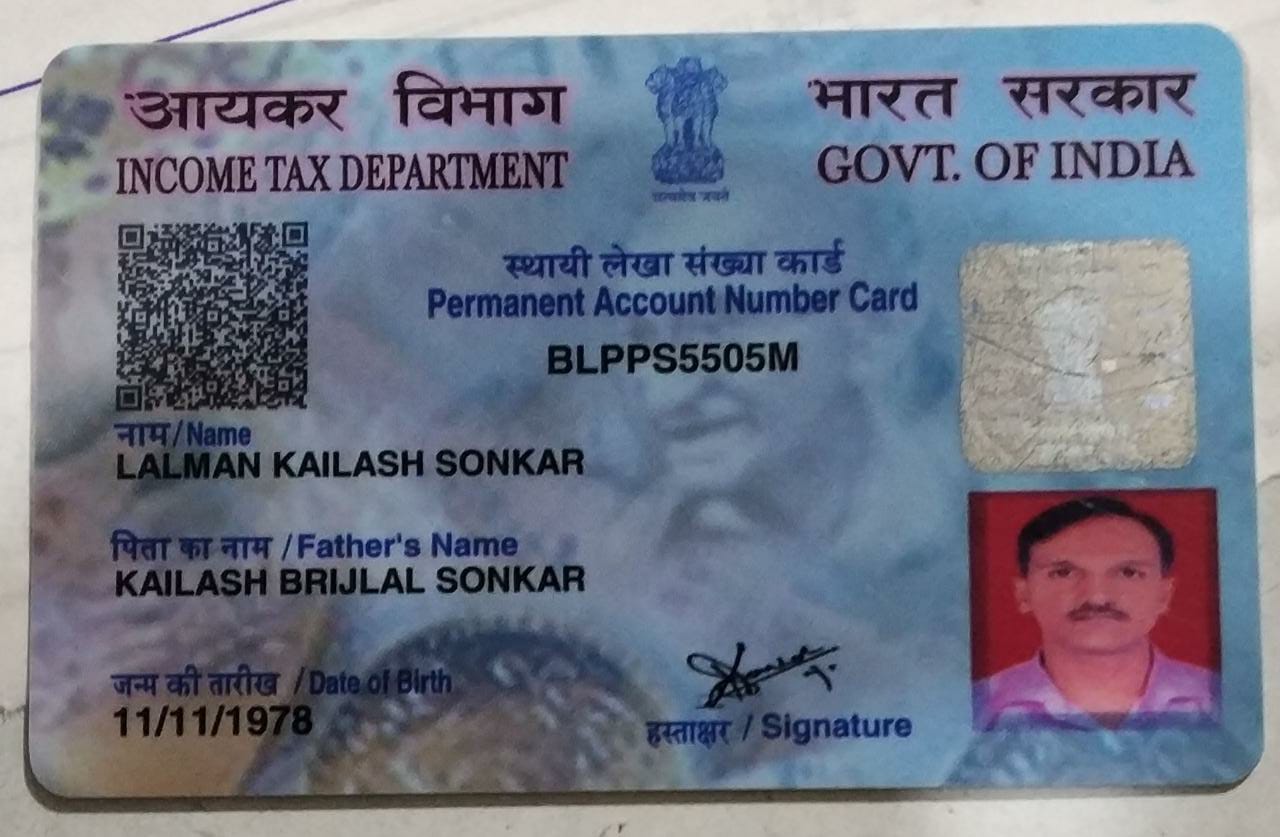 आयकर विभाग
INCOME TAX DEPARTMENT
सत्यमेव जयते
भारत सरकार
GOVT. OF INDIA
स्थायी लेखा संख्या कार्ड
Permanent Account Number Card
BLPPS5505M
नाम/Name
LALMAN KAILASH SONKAR
पिता का नाम /Father's Name
KAILASH BRIJLAL SONKAR
जन्म की तारीख /Date of Birth
11/11/1978
हस्ताक्षर / Signature